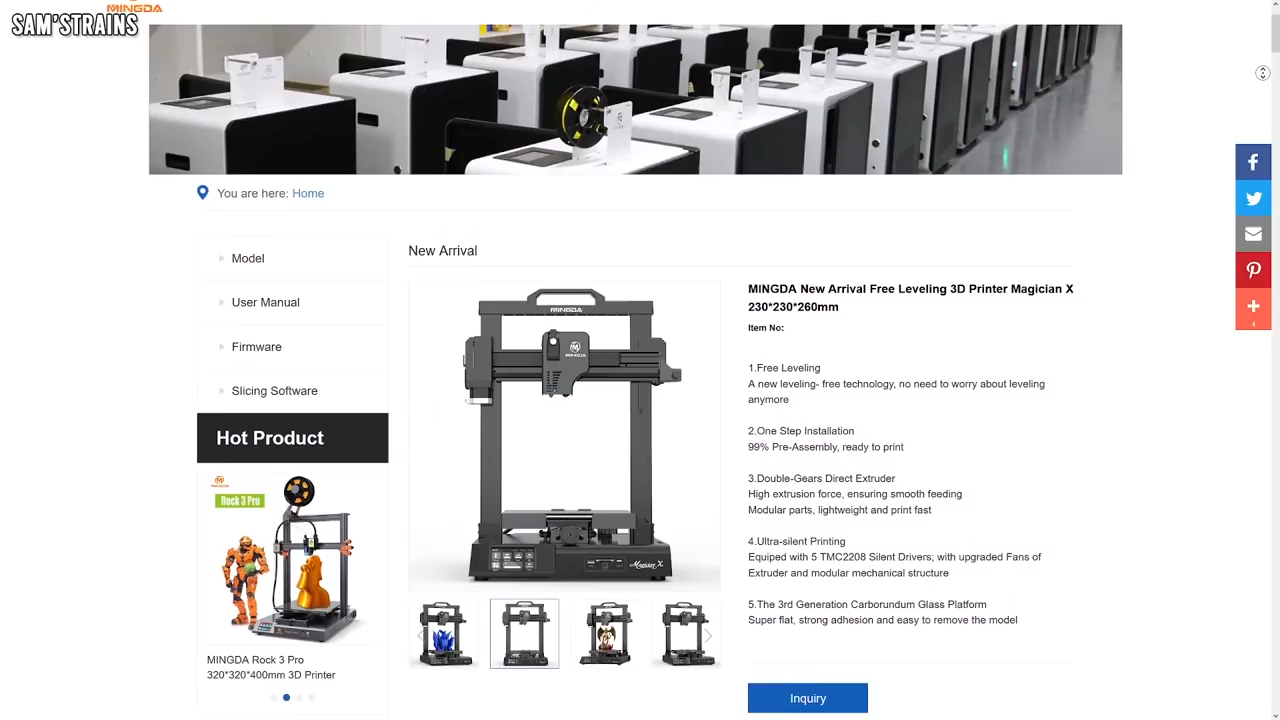 MINGDA
SAM'STRAINS
You are here: Home
Model
User Manual
Firmware
Slicing Software
Hot Product
Rock 3 Pro
MINGDA Rock 3 Pro
320*320*400mm 3D Printer
New Arrival
MINGDA
MINGDA
Magician X
MINGDA New Arrival Free Leveling 3D Printer Magician X
230*230*260mm
Item No:
1.Free Leveling
A new leveling- free technology, no need to worry about leveling
anymore
2.One Step Installation
99% Pre-Assembly, ready to print
3.Double-Gears Direct Extruder
High extrusion force, ensuring smooth feeding
Modular parts, lightweight and print fast
4.Ultra-silent Printing
Equiped with 5 TMC2208 Silent Drivers; with upgraded Fans of
Extruder and modular mechanical structure
5.The 3rd Generation Carborundum Glass Platform
Super flat, strong adhesion and easy to remove the model
Inquiry
4